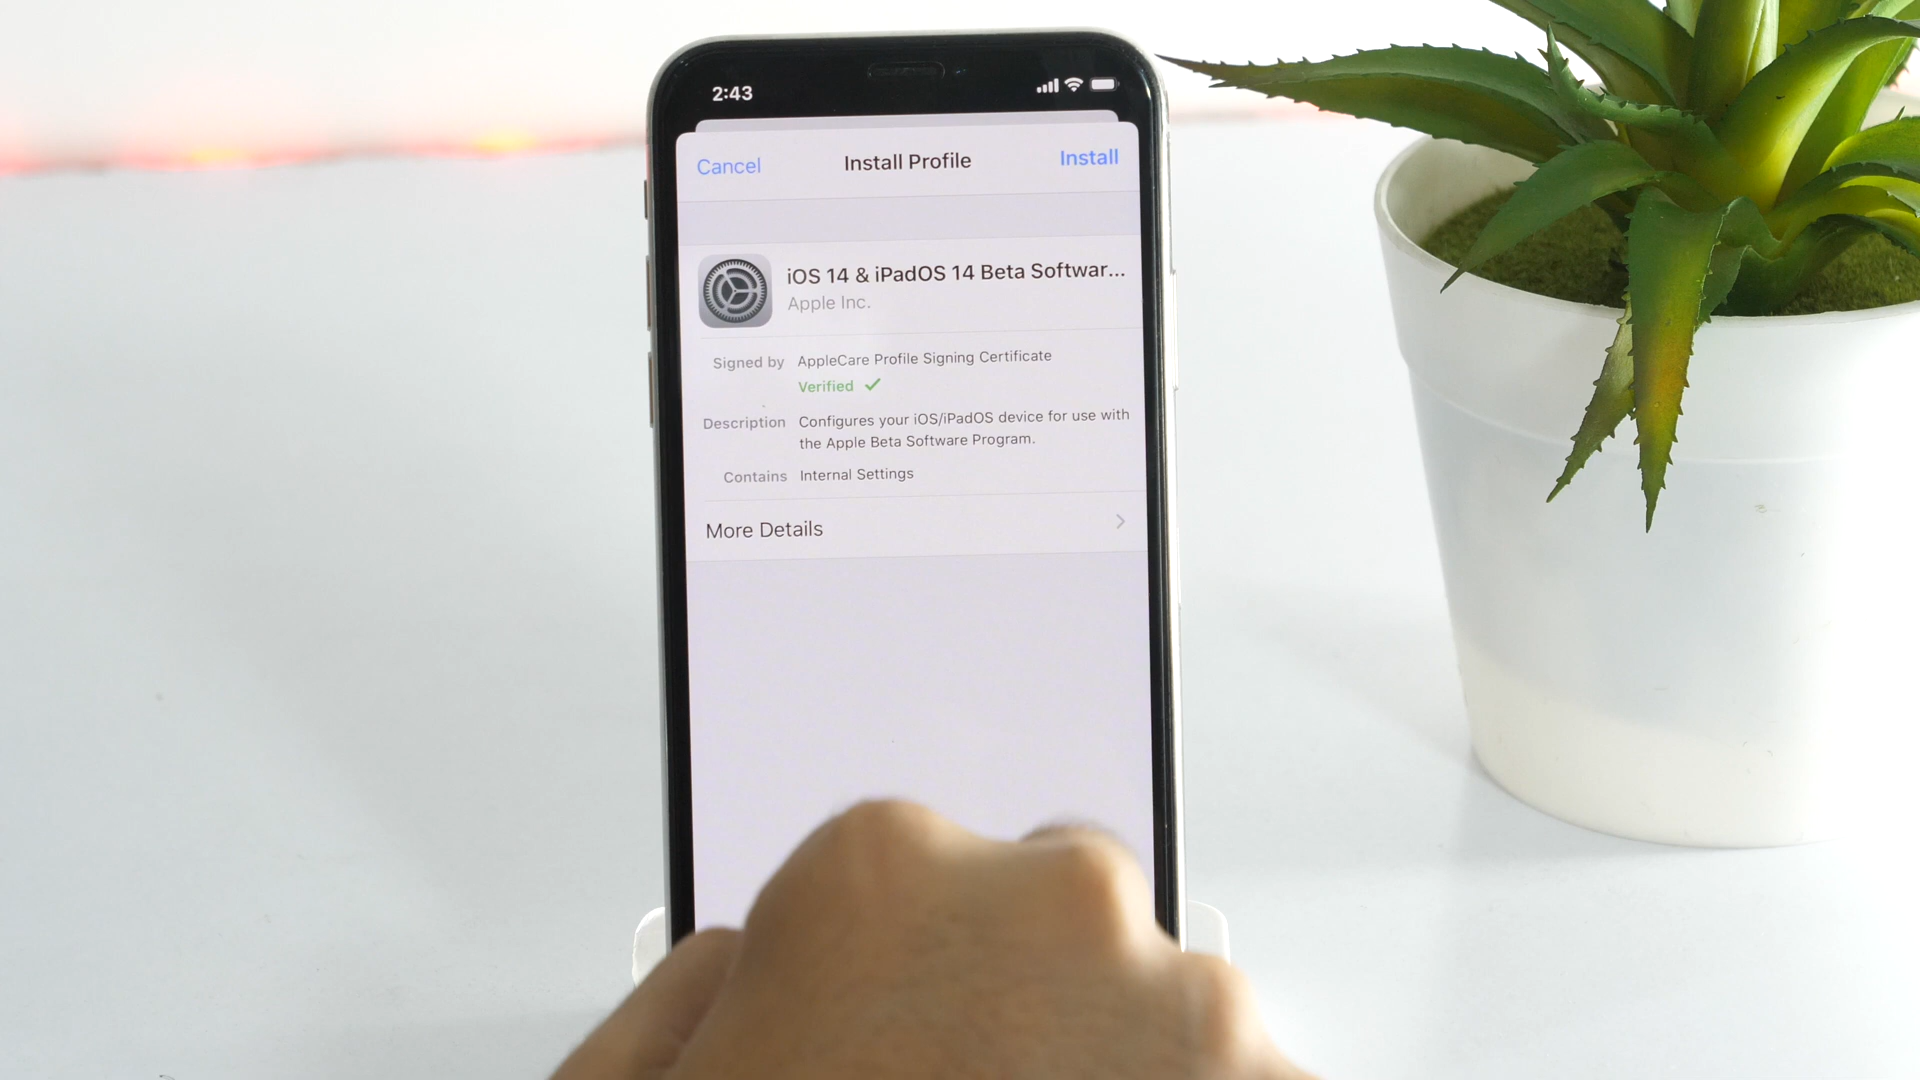 2:43
Cancel
Install Profile
Install
iOS 14 & iPadOS 14 Beta Softwar...
Apple Inc.
Signed by
AppleCare Profile Signing Certificate
Verified ✓
Description
Configures your iOS/iPadOS device for use with
the Apple Beta Software Program.
Contains
Internal Settings
More Details